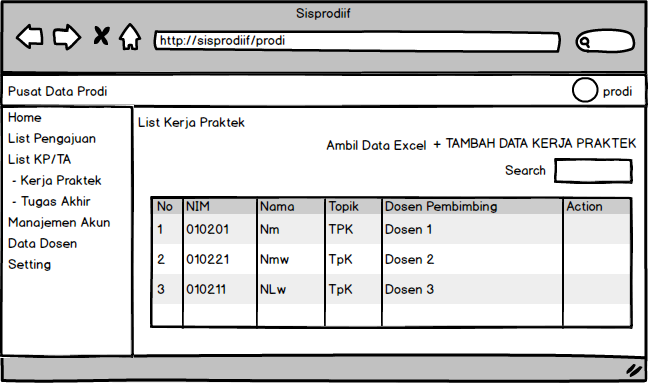 Sisprodiif
http://sisprodiif/prodi
Pusat Data Prodi
prodi
Home
List Pengajuan
List KP/TA
- Kerja Praktek
- Tugas Akhir
Manajemen Akun
Data Dosen
Setting
List Kerja Praktek
Ambil Data Excel + TAMBAH DATA KERJA PRAKTEK
Search
No NIM Nama Topik Dosen Pembimbing Action
1 010201 Nm TPK Dosen 1
2 010221 Nmw TpK Dosen 2
3 010211 NLw TpK Dosen 3